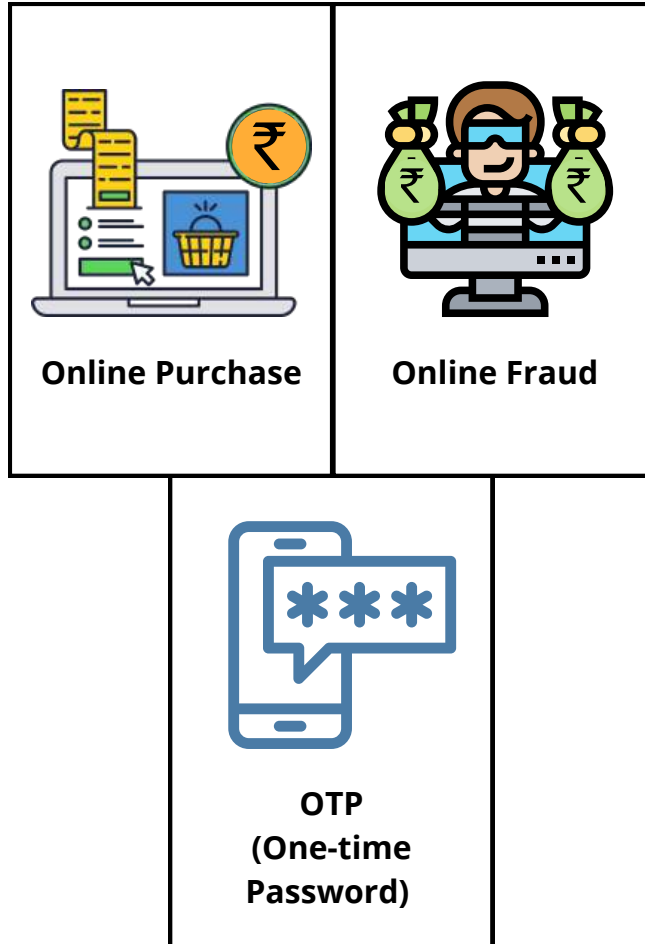 ₹
₹ ₹
Online Purchase
Online Fraud
***
OTP
(One-time
Password)